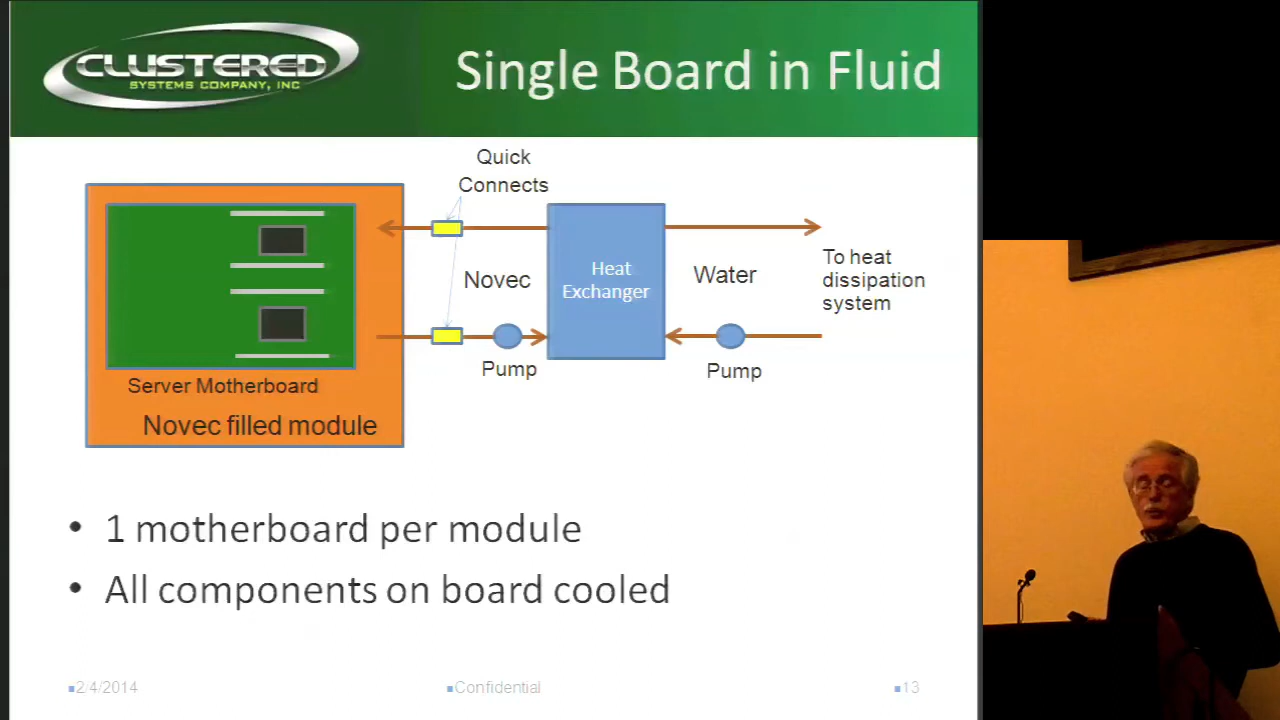 CLUSTERED
SYSTEMS COMPANY, INC
Single Board in Fluid
Quick
Connects
Novec
Heat
Exchanger
Water
To heat
dissipation
system
Pump
Pump
Server Motherboard
Novec filled module
• 1 motherboard per module
• All components on board cooled
2/4/2014
Confidential
13